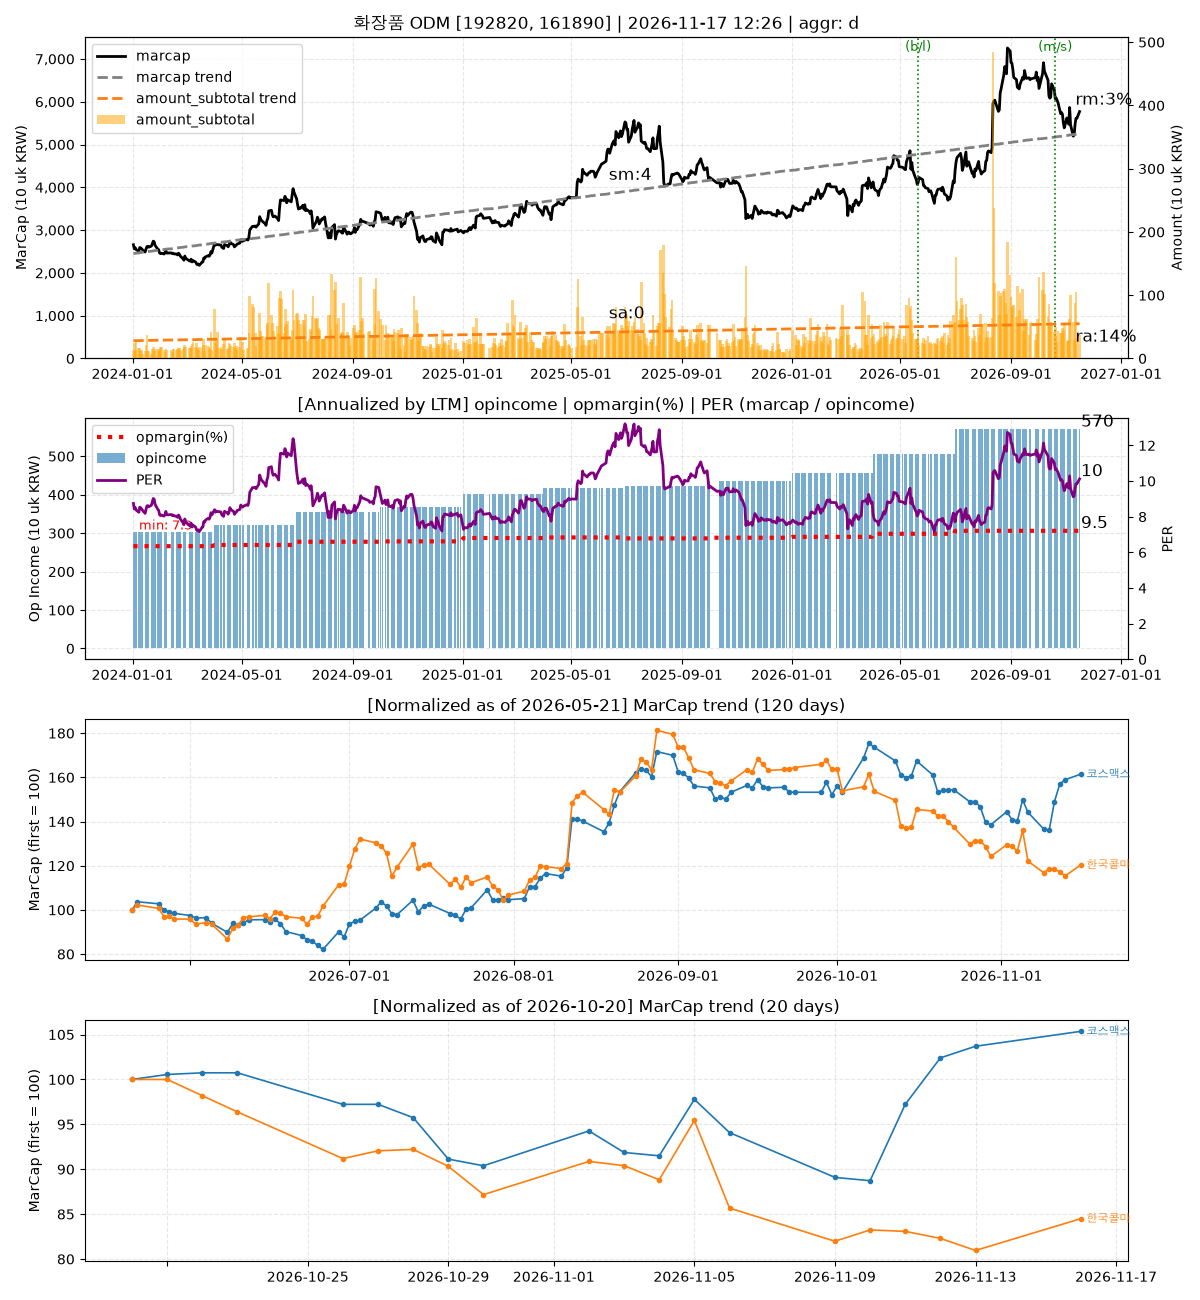 화장품 ODM [192820, 161890] | 2026-11-17 12:26 | aggr: d
MarCap (10 uk KRW)
7,000
6,000
5,000
4,000
3,000
2,000
1,000
0
marcap
marcap trend
amount_subtotal trend
amount_subtotal
(b/l)
(m/s)
rm:3%
sm:4
sa:0
ra:14%
500
400
300
200
100
0
Amount (10 uk KRW)
2024-01-01 2024-05-01 2024-09-01 2025-01-01 2025-05-01 2025-09-01 2026-01-01 2026-05-01 2026-09-01 2027-01-01
[Annualized by LTM] opincome | opmargin(%) | PER (marcap / opincome)
Op Income (10 uk KRW)
500
400
300
200
100
0
opmargin(%)
opincome
PER
570
10
9.5
12
10
8
6
4
2
0
PER
2024-01-01 2024-05-01 2024-09-01 2025-01-01 2025-05-01 2025-09-01 2026-01-01 2026-05-01 2026-09-01 2027-01-01
[Normalized as of 2026-05-21] MarCap trend (120 days)
MarCap (first = 100)
180
160
140
120
100
80
코스맥스
2026-07-01 2026-08-01 2026-09-01 2026-10-01 2026-11-01
[Normalized as of 2026-10-20] MarCap trend (20 days)
MarCap (first = 100)
105
100
95
90
85
80
코스맥스
2026-10-25 2026-10-29 2026-11-01 2026-11-05 2026-11-09 2026-11-13 2026-11-17